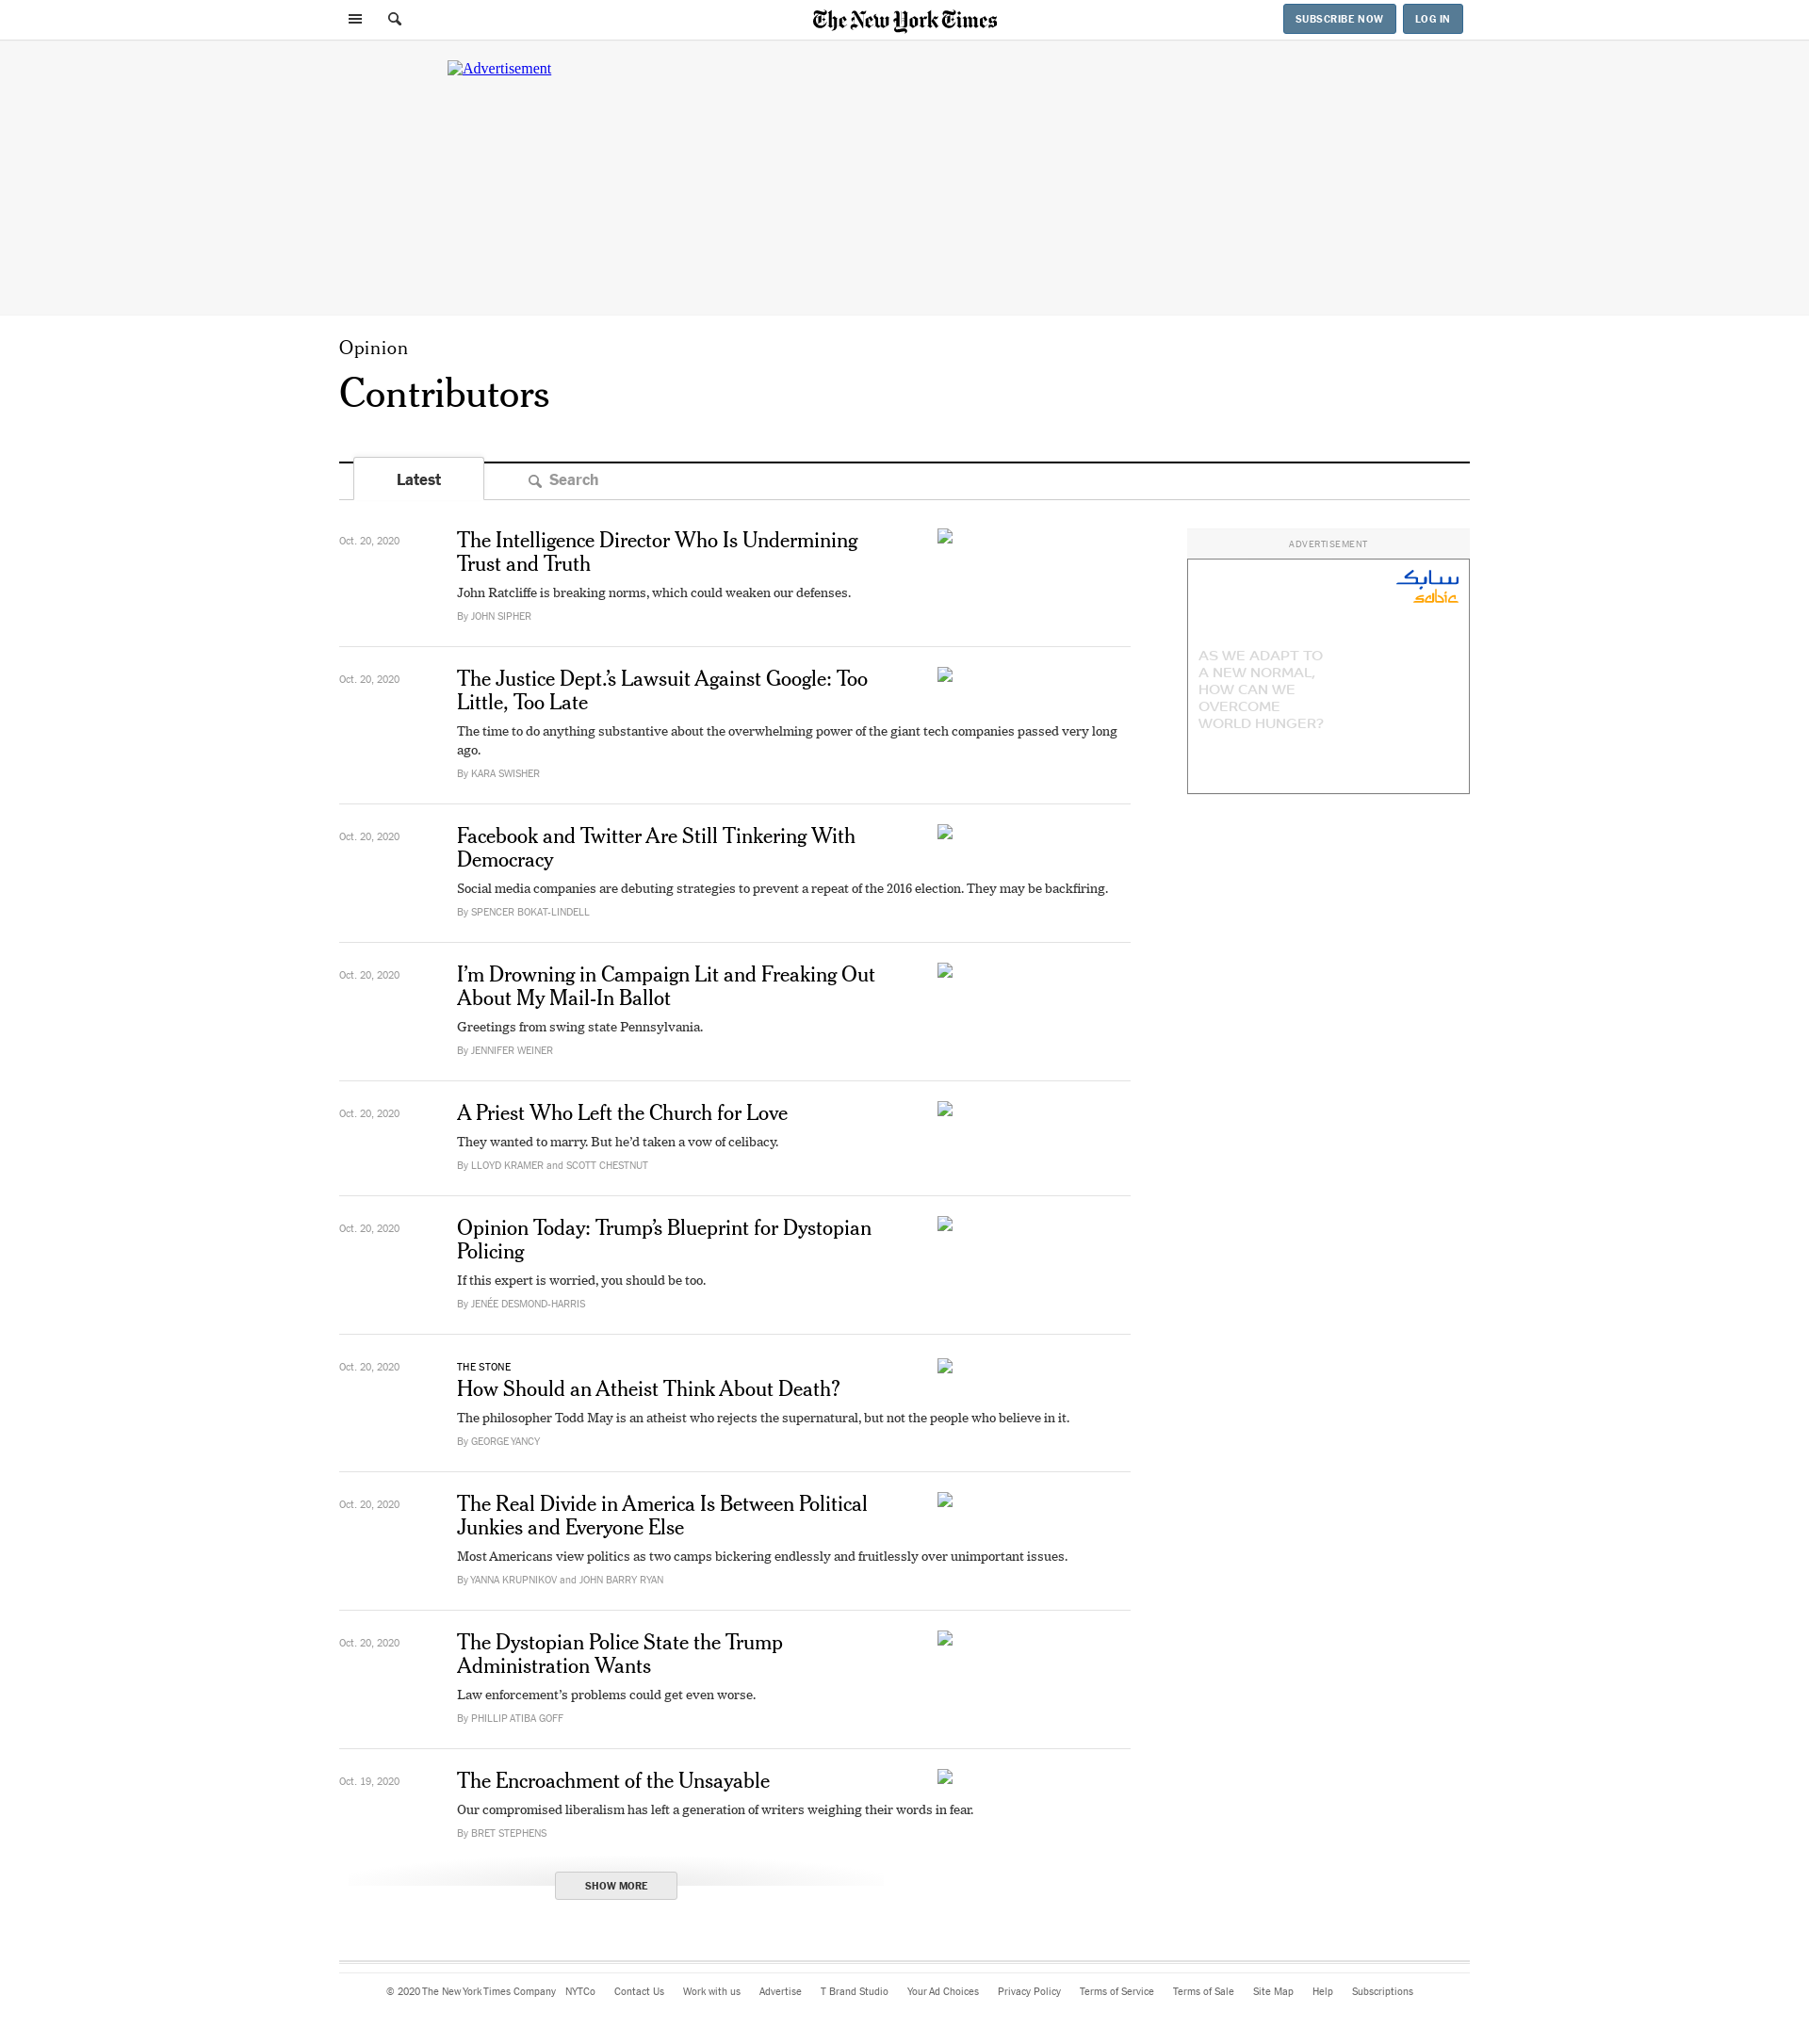 The New York Times
SUBSCRIBE NOW
LOG IN
Advertisement
Opinion
Contributors
Latest
Search
Oct. 20, 2020
The Intelligence Director Who Is Undermining
Trust and Truth
John Ratcliffe is breaking norms, which could weaken our defenses.
By JOHN SIPHER
ADVERTISEMENT
سابك
sabic
AS WE ADAPT TO
A NEW NORMAL,
HOW CAN WE
OVERCOME
WORLD HUNGER?
Oct. 20, 2020
The Justice Dept.’s Lawsuit Against Google: Too
Little, Too Late
The time to do anything substantive about the overwhelming power of the giant tech companies passed very long
ago.
By KARA SWISHER
Oct. 20, 2020
Facebook and Twitter Are Still Tinkering With
Democracy
Social media companies are debuting strategies to prevent a repeat of the 2016 election. They may be backfiring.
By SPENCER BOKAT-LINDELL
Oct. 20, 2020
I’m Drowning in Campaign Lit and Freaking Out
About My Mail-In Ballot
Greetings from swing state Pennsylvania.
By JENNIFER WEINER
Oct. 20, 2020
A Priest Who Left the Church for Love
They wanted to marry. But he’d taken a vow of celibacy.
By LLOYD KRAMER and SCOTT CHESTNUT
Oct. 20, 2020
Opinion Today: Trump’s Blueprint for Dystopian
Policing
If this expert is worried, you should be too.
By JENÉE DESMOND-HARRIS
Oct. 20, 2020
THE STONE
How Should an Atheist Think About Death?
The philosopher Todd May is an atheist who rejects the supernatural, but not the people who believe in it.
By GEORGE YANCY
Oct. 20, 2020
The Real Divide in America Is Between Political
Junkies and Everyone Else
Most Americans view politics as two camps bickering endlessly and fruitlessly over unimportant issues.
By YANNA KRUPNIKOV and JOHN BARRY RYAN
Oct. 20, 2020
The Dystopian Police State the Trump
Administration Wants
Law enforcement’s problems could get even worse.
By PHILLIP ATIBA GOFF
Oct. 19, 2020
The Encroachment of the Unsayable
Our compromised liberalism has left a generation of writers weighing their words in fear.
By BRET STEPHENS
SHOW MORE
© 2020 The New York Times Company NYTCo Contact Us Work with us Advertise T Brand Studio Your Ad Choices Privacy Policy Terms of Service Terms of Sale Site Map Help Subscriptions